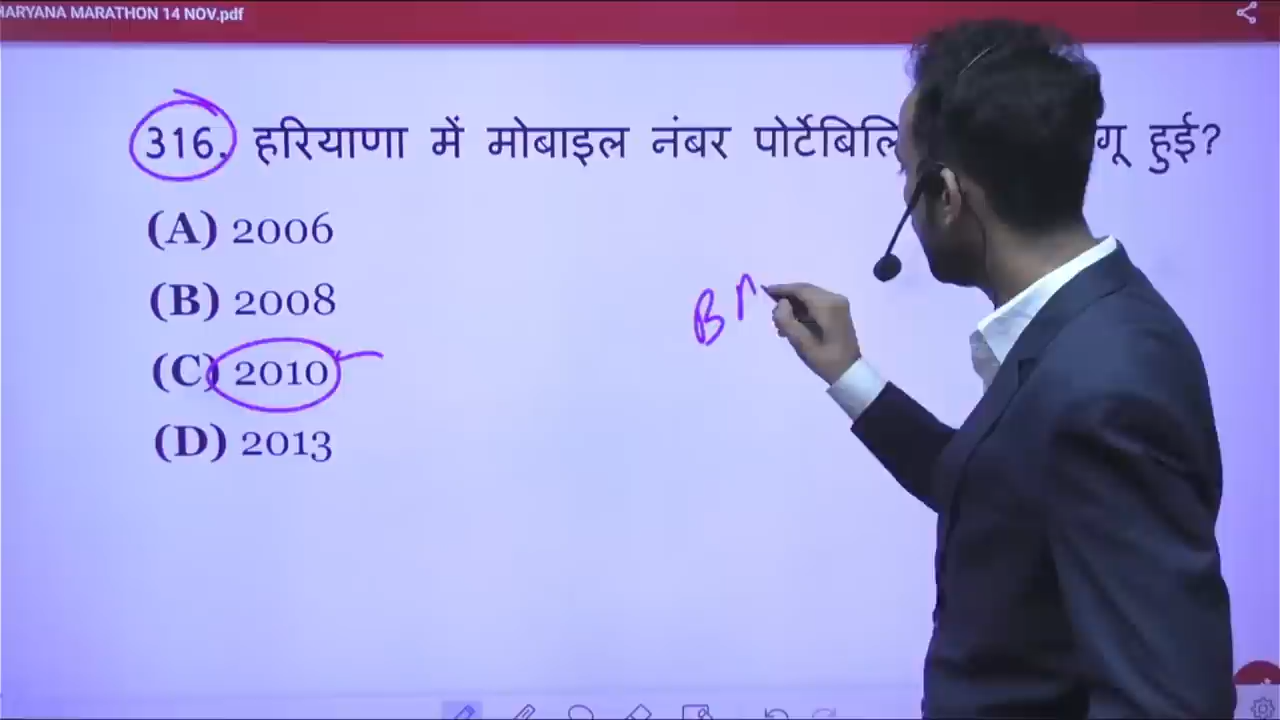 HARYANA MARATHON 14 NOV.pdf
316. हरियाणा में मोबाइल नंबर हुई?
(A) 2006
(B) 2008
(C) 2010
(D) 2013